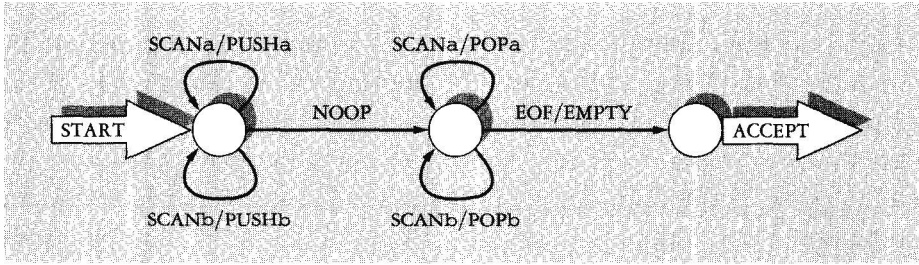 SCANa/PUSHa
SCANa/POPa
START
NOOP
EOF/EMPTY
ACCEPT
SCANb/PUSHb
SCANb/POPb